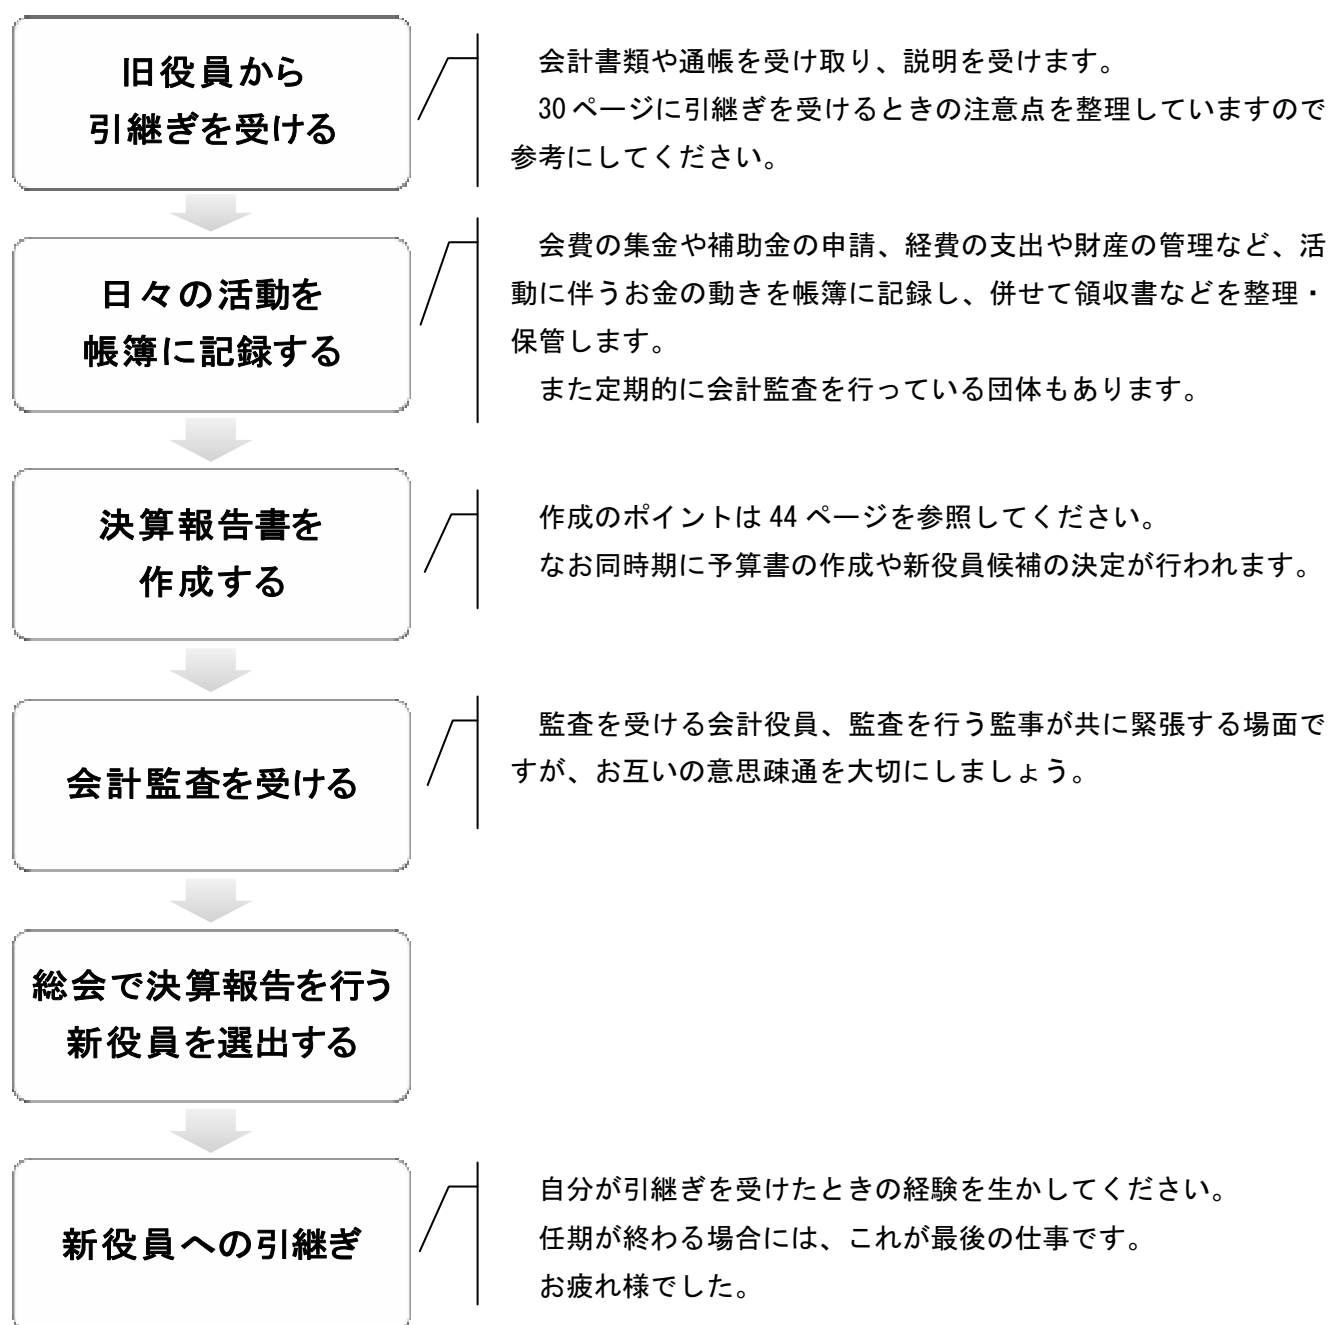 旧役員から
引継ぎを受ける
会計書類や通帳を受け取り、説明を受けます。
30ページに引継ぎを受けるときの注意点を整理していますので
参考にしてください。
日々の活動を
帳簿に記録する
会費の集金や補助金の申請、経費の支出や財産の管理など、活
動に伴うお金の動きを帳簿に記録し、併せて領収書などを整理・
保管します。
また定期的に会計監査を行っている団体もあります。
決算報告書を
作成する
作成のポイントは44ページを参照してください。
なお同時期に予算書の作成や新役員候補の決定が行われます。
会計監査を受ける
監査を受ける会計役員、監査を行う監事が共に緊張する場面で
すが、お互いの意思疎通を大切にしましょう。
総会で決算報告を行う
新役員を選出する
新役員への引継ぎ
自分が引継ぎを受けたときの経験を生かしてください。
任期が終わる場合には、これが最後の仕事です。
お疲れ様でした。